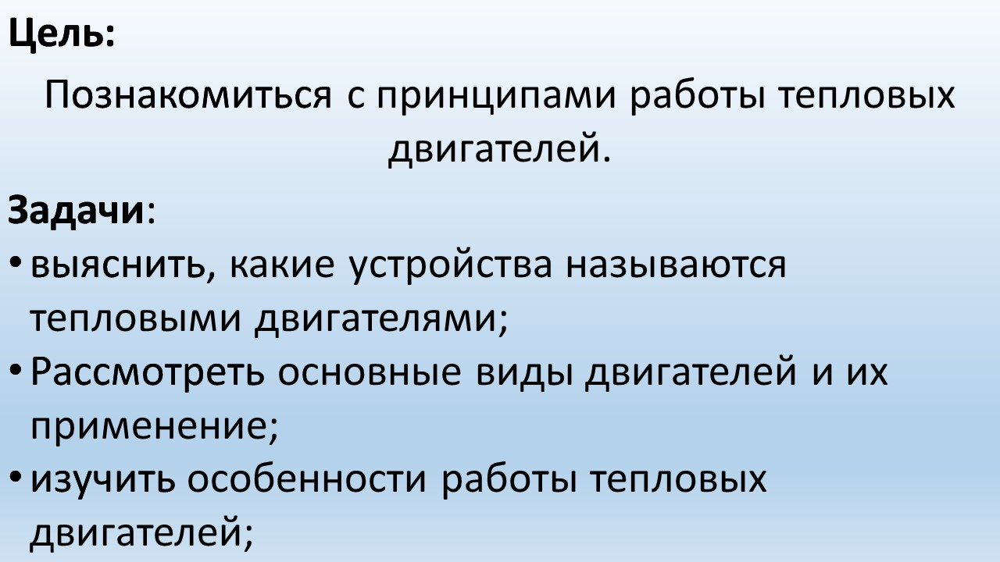 Цель:
Познакомиться с принципами работы тепловых
двигателей.
Задачи:
•выяснить, какие устройства называются
тепловыми двигателями;
•Рассмотреть основные виды двигателей и их
применение;
•изучить особенности работы тепловых
двигателей;